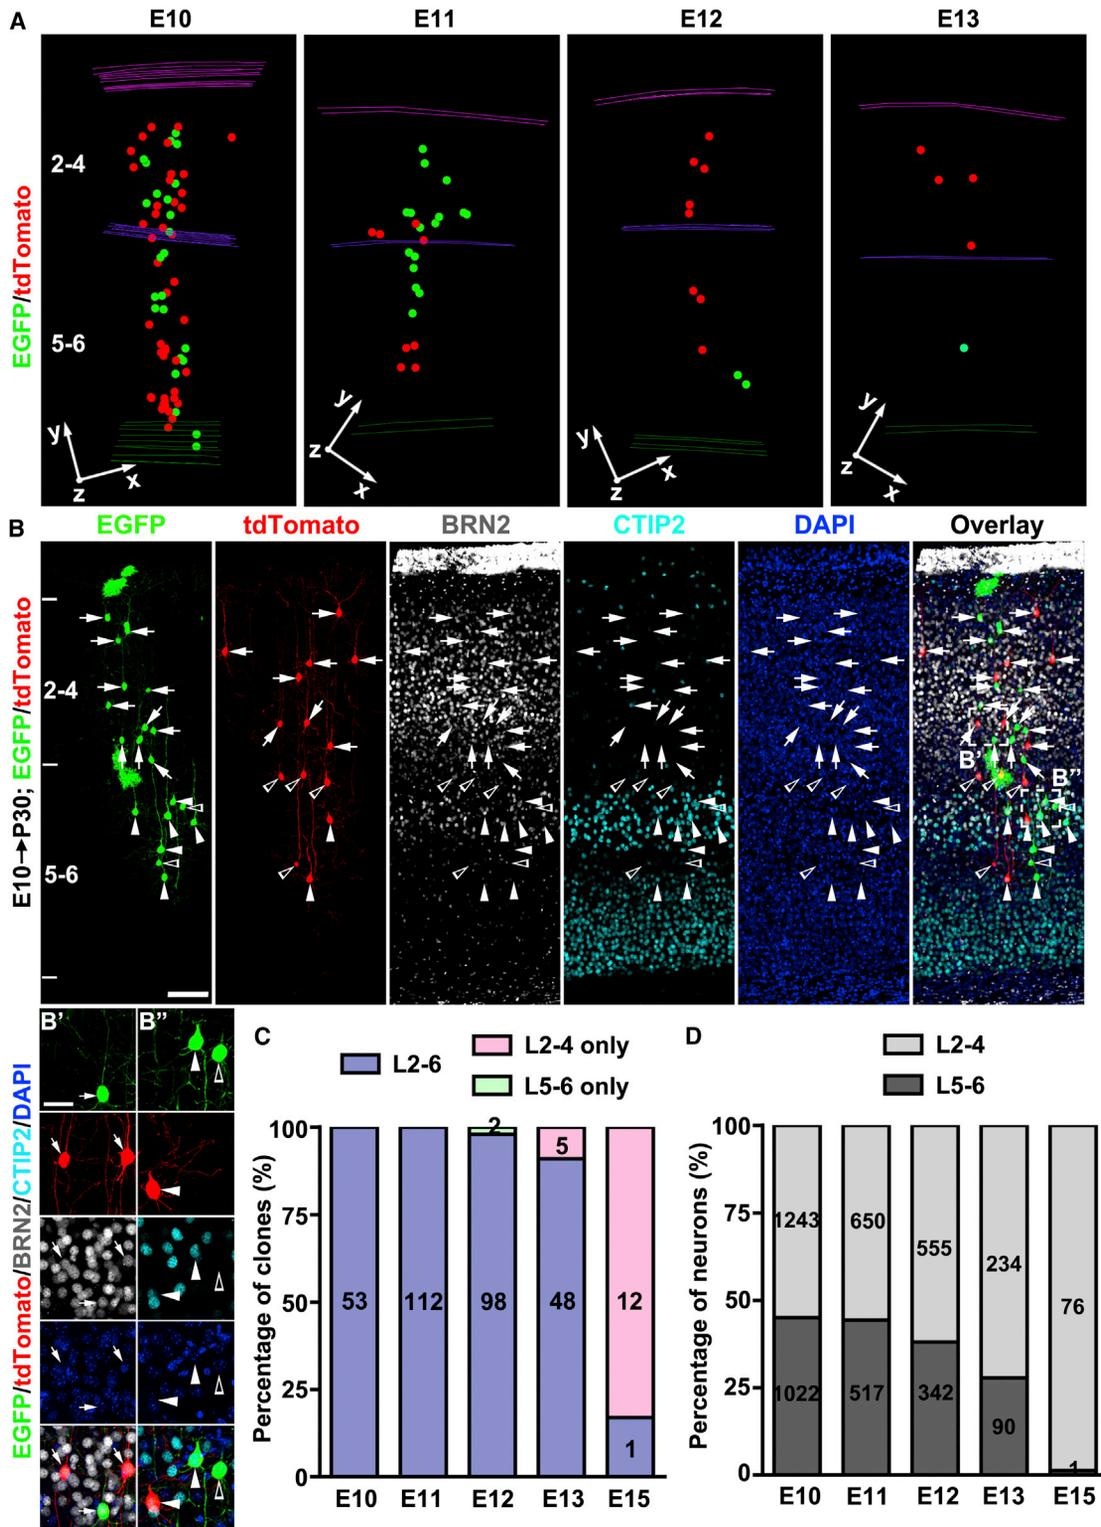 A
E10
E11
E12
E13
EGFP/tdTomato
2-4
5-6
y
x
z
y
z
x
y
x
z
y
z
x
B
EGFP
tdTomato
BRN2
CTIP2
DAPI
Overlay
E10→P30; EGFP/tdTomato
2-4
5-6
B’
B”
B’
B”
EGFP/tdTomato/BRN2/CTIP2/DAPI
C
L2-6
L2-4 only
L5-6 only
Percentage of clones (%)
100
75
50
25
0
53
112
2
98
5
48
12
1
E10
E11
E12
E13
E15
D
L2-4
L5-6
Percentage of neurons (%)
100
75
50
25
0
1243
1022
650
517
555
342
234
90
76
1
E10
E11
E12
E13
E15